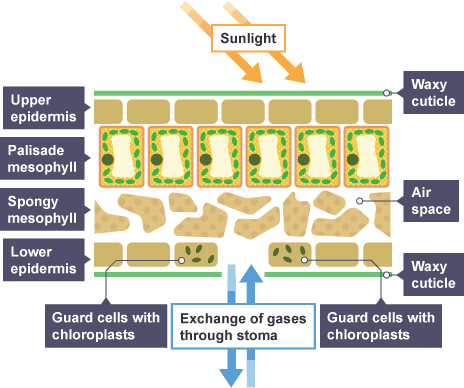 Sunlight
Waxy
cuticle
Upper
epidermis
Palisade
mesophyll
Spongy
mesophyll
Air
space
Lower
epidermis
Waxy
cuticle
Guard cells with
chloroplasts
Exchange of gases
through stoma
Guard cells with
chloroplasts